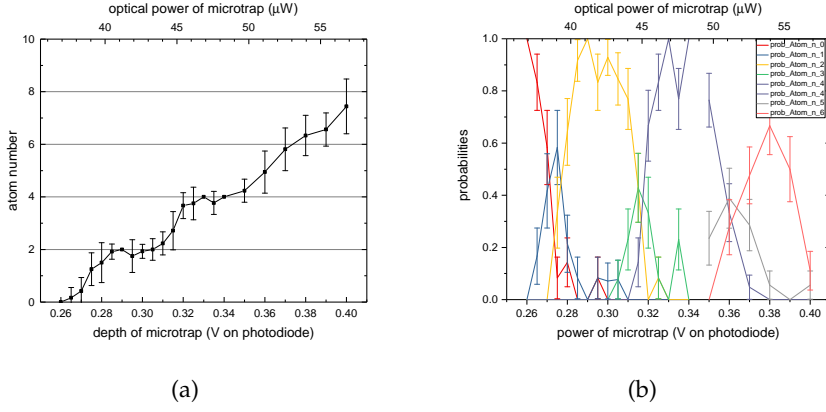 optical power of microtrap (µW)
40 45 50 55
10
8
6
4
2
0
atom number
0.26 0.28 0.30 0.32 0.34 0.36 0.38 0.40
depth of microtrap (V on photodiode)
(a)
optical power of microtrap (µW)
40 45 50 55
1.0
0.8
0.6
0.4
0.2
0.0
probabilities
prob_Atom_n_0
prob_Atom_n_1
prob_Atom_n_2
prob_Atom_n_3
prob_Atom_n_4
prob_Atom_n_4
prob_Atom_n_5
prob_Atom_n_6
0.26 0.28 0.30 0.32 0.34 0.36 0.38 0.40
power of microtrap (V on photodiode)
(b)